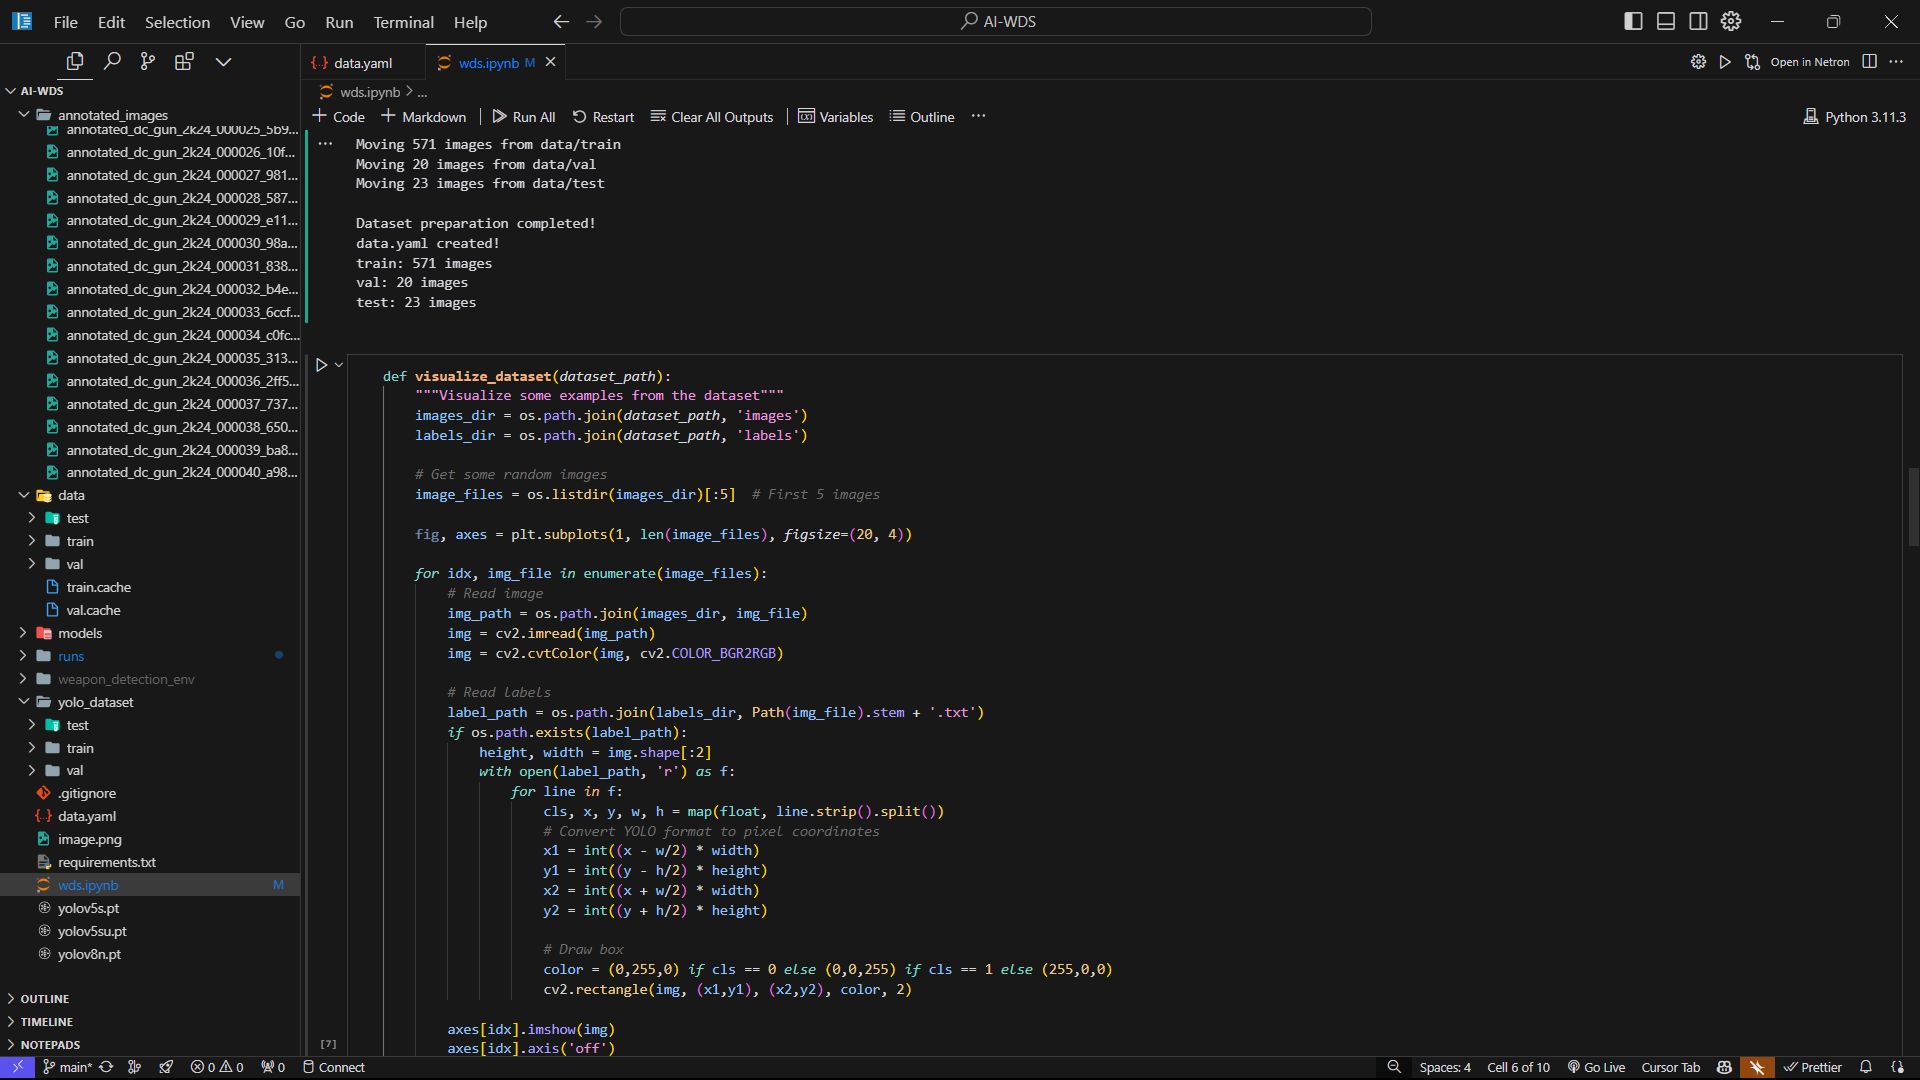 File Edit Selection View Go Run Terminal Help
AI-WDS
data.yaml
wds.ipynb M
Open in Netron
wds.ipynb > ...
Code Markdown Run All Restart Clear All Outputs Variables Outline ...
Python 3.11.3
AI-WDS
annotated_images
annotated_dc_gun_2k24_000025_5b9...
annotated_dc_gun_2k24_000026_10f...
annotated_dc_gun_2k24_000027_981...
annotated_dc_gun_2k24_000028_587...
annotated_dc_gun_2k24_000029_e11...
annotated_dc_gun_2k24_000030_98a...
annotated_dc_gun_2k24_000031_838...
annotated_dc_gun_2k24_000032_b4e...
annotated_dc_gun_2k24_000033_6ccf...
annotated_dc_gun_2k24_000034_c0fc...
annotated_dc_gun_2k24_000035_313...
annotated_dc_gun_2k24_000036_2ff5...
annotated_dc_gun_2k24_000037_737...
annotated_dc_gun_2k24_000038_650...
annotated_dc_gun_2k24_000039_ba8...
annotated_dc_gun_2k24_000040_a98...
data
test
train
val
train.cache
val.cache
models
runs
weapon_detection_env
yolo_dataset
test
train
val
.gitignore
data.yaml
image.png
requirements.txt
wds.ipynb M
yolov5s.pt
yolov5su.pt
yolov8n.pt
OUTLINE
TIMELINE
NOTEPADS
Moving 571 images from data/train
Moving 20 images from data/val
Moving 23 images from data/test
Dataset preparation completed!
data.yaml created!
train: 571 images
val: 20 images
test: 23 images
def visualize_dataset(dataset_path):
"""Visualize some examples from the dataset"""
images_dir = os.path.join(dataset_path, 'images')
labels_dir = os.path.join(dataset_path, 'labels')
# Get some random images
image_files = os.listdir(images_dir)[:5]  # First 5 images
fig, axes = plt.subplots(1, len(image_files), figsize=(20, 4))
for idx, img_file in enumerate(image_files):
# Read image
img_path = os.path.join(images_dir, img_file)
img = cv2.imread(img_path)
img = cv2.cvtColor(img, cv2.COLOR_BGR2RGB)
# Read labels
label_path = os.path.join(labels_dir, Path(img_file).stem + '.txt')
if os.path.exists(label_path):
height, width = img.shape[:2]
with open(label_path, 'r') as f:
for line in f:
cls, x, y, w, h = map(float, line.strip().split())
# Convert YOLO format to pixel coordinates
x1 = int((x - w/2) * width)
y1 = int((y - h/2) * height)
x2 = int((x + w/2) * width)
y2 = int((y + h/2) * height)
# Draw box
color = (0,255,0) if cls == 0 else (0,0,255) if cls == 1 else (255,0,0)
cv2.rectangle(img, (x1,y1), (x2,y2), color, 2)
axes[idx].imshow(img)
axes[idx].axis('off')
[7]
main* 0 0 0 Connect
Spaces: 4 Cell 6 of 10 Go Live Cursor Tab Prettier